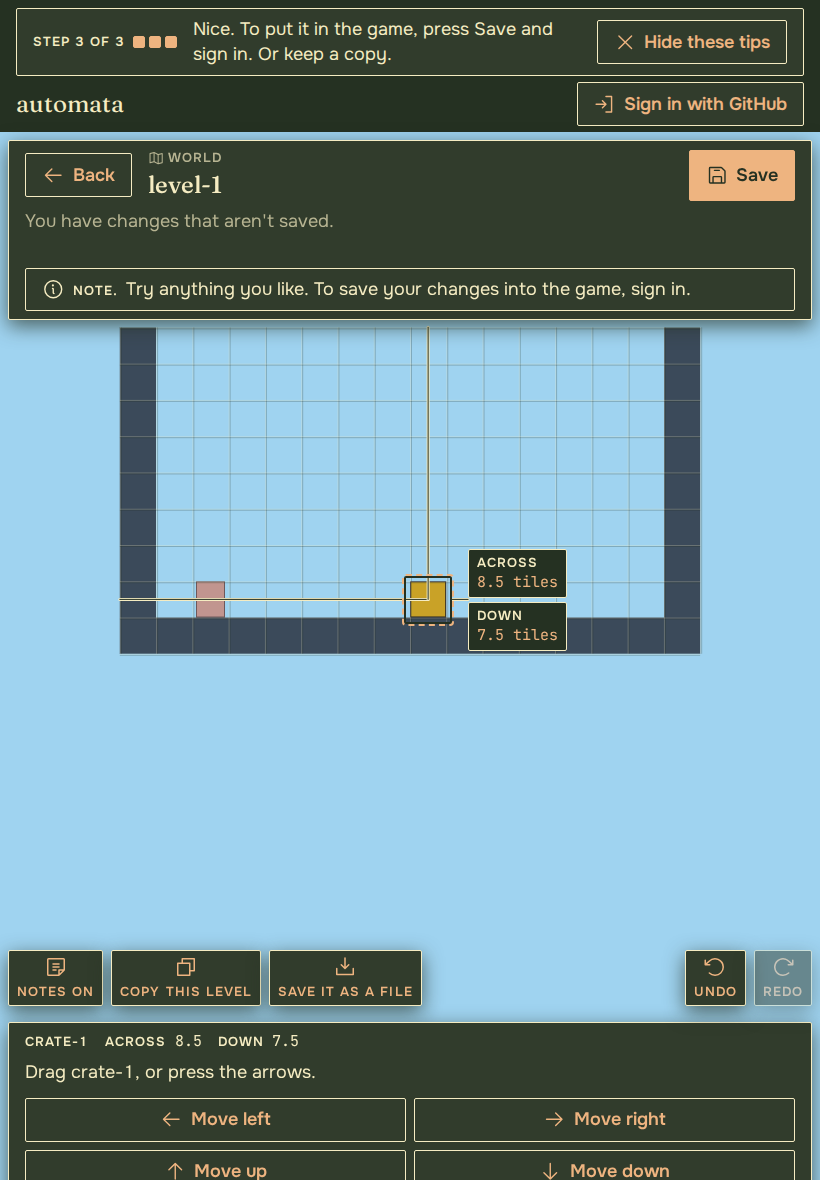 STEP 3 OF 3
Nice. To put it in the game, press Save and
sign in. Or keep a copy.
Hide these tips
automata
Sign in with GitHub
Back
WORLD
level-1
Save
You have changes that aren't saved.
NOTE. Try anything you like. To save your changes into the game, sign in.
ACROSS
8.5 tiles
DOWN
7.5 tiles
NOTES ON
COPY THIS LEVEL
SAVE IT AS A FILE
UNDO
REDO
CRATE-1 ACROSS 8.5 DOWN 7.5
Drag crate-1, or press the arrows.
Move left
Move right
Move up
Move down